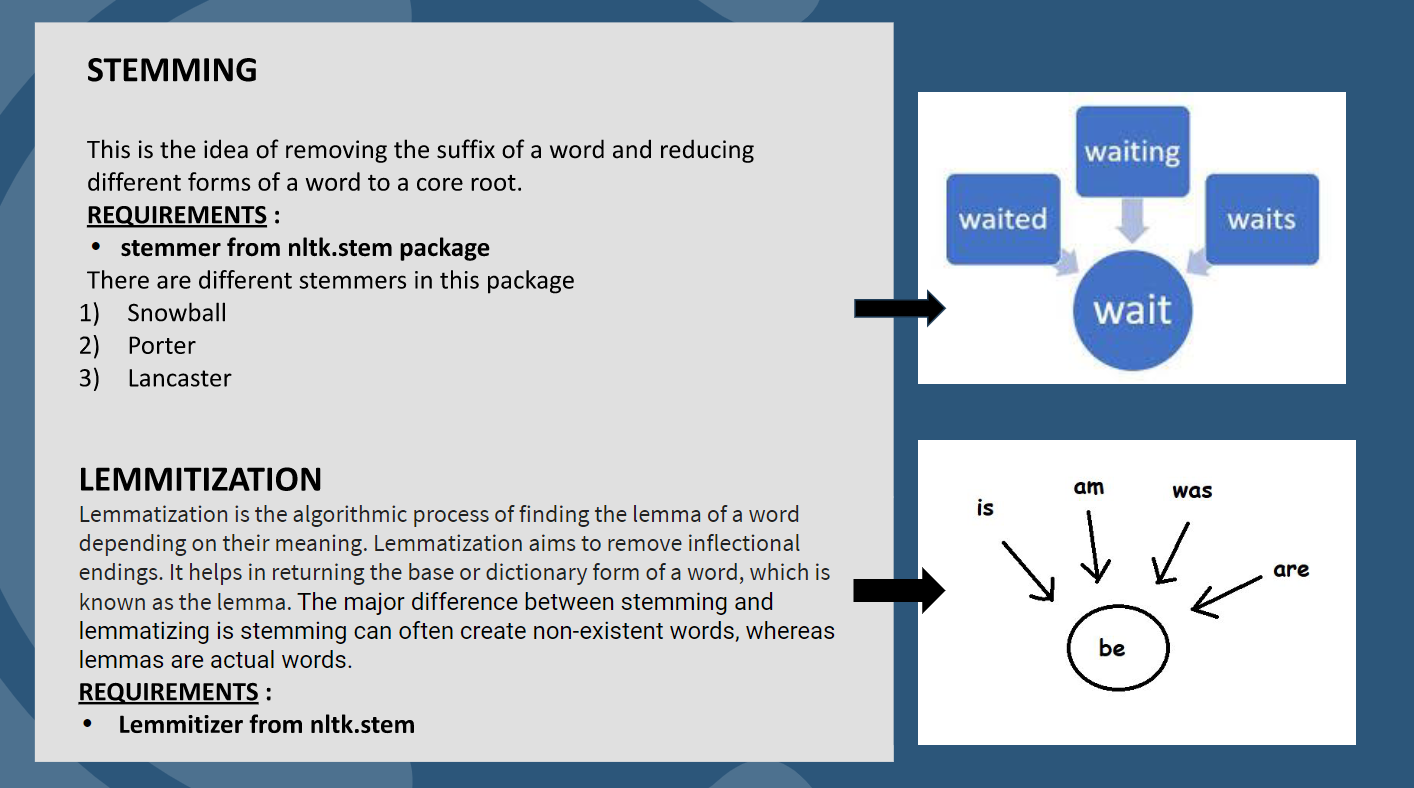 STEMMING
This is the idea of removing the suffix of a word and reducing
different forms of a word to a core root.
REQUIREMENTS :
• stemmer from nltk.stem package
There are different stemmers in this package
1) Snowball
2) Porter
3) Lancaster
LEMMITIZATION
Lemmatization is the algorithmic process of finding the lemma of a word
depending on their meaning. Lemmatization aims to remove inflectional
endings. It helps in returning the base or dictionary form of a word, which is
known as the lemma. The major difference between stemming and
lemmatizing is stemming can often create non-existent words, whereas
lemmas are actual words.
REQUIREMENTS :
• Lemmitizer from nltk.stem
waiting
waited
waits
wait
is
am
was
are
be